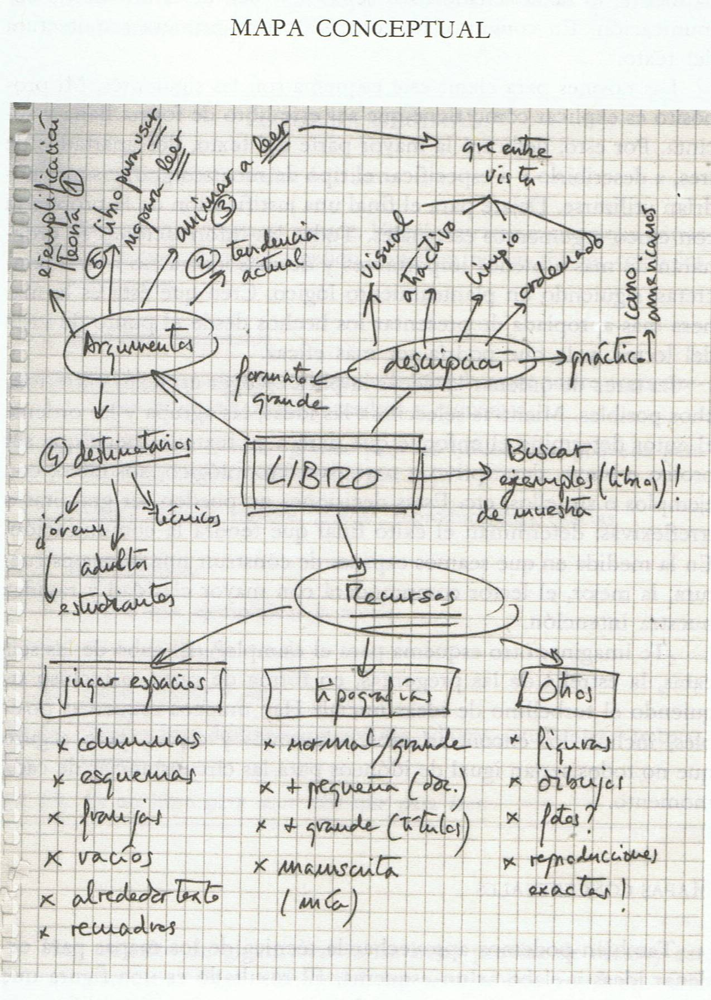 MAPA CONCEPTUAL
ejemplificación
teoría ①
⑤ libro para usar
no para leer
animar a leer
③
② tendencia
actual
que entre
vista
visual
atractivo
limpio
ordenado
como
americanos
Argumentos
descripción
práctico
formato
grande
④ destinatarios
jóvenes
adultos
técnicos
estudiantes
LIBRO
Buscar
ejemplos (libros)!
de muestra
Recursos
jugar espacios
x columnas
x esquemas
x franjas
x vacíos
x alrededor texto
x recuadros
tipografías
x normal/grande
x + pequeña (doc.)
x + grande (títulos)
x manuscrita
(mía)
Otros
x figuras
x dibujos
x fotos?
x reproducciones
exactas!